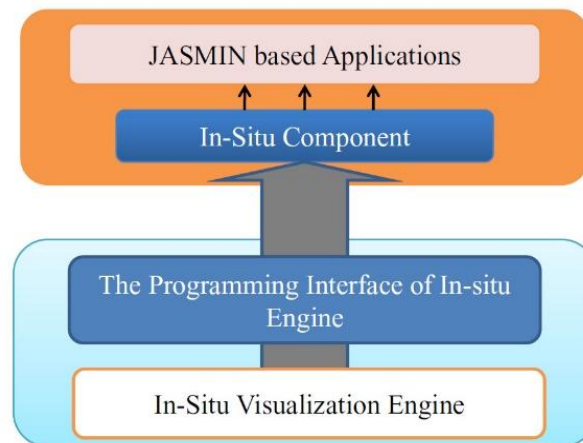 JASMIN based Applications
In-Situ Component
The Programming Interface of In-situ
Engine
In-Situ Visualization Engine